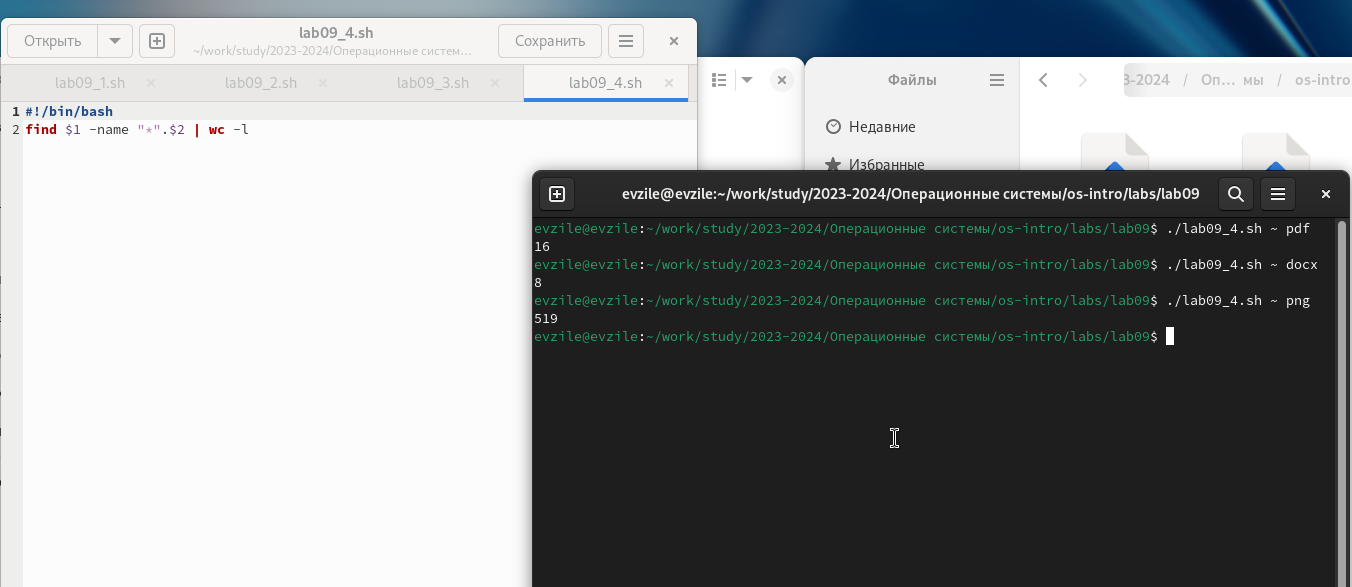 Открыть
lab09_4.sh
~/work/study/2023-2024/Операционные систем…
Сохранить
lab09_1.sh
lab09_2.sh
lab09_3.sh
lab09_4.sh
1 #!/bin/bash
2 find $1 -name "*".$2 | wc -l
Файлы
3-2024 / Оп… мы / os-intro
Недавние
Избранные
evzile@evzile:~/work/study/2023-2024/Операционные системы/os-intro/labs/lab09
evzile@evzile:~/work/study/2023-2024/Операционные системы/os-intro/labs/lab09$ ./lab09_4.sh ~ pdf
16
evzile@evzile:~/work/study/2023-2024/Операционные системы/os-intro/labs/lab09$ ./lab09_4.sh ~ docx
8
evzile@evzile:~/work/study/2023-2024/Операционные системы/os-intro/labs/lab09$ ./lab09_4.sh ~ png
519
evzile@evzile:~/work/study/2023-2024/Операционные системы/os-intro/labs/lab09$